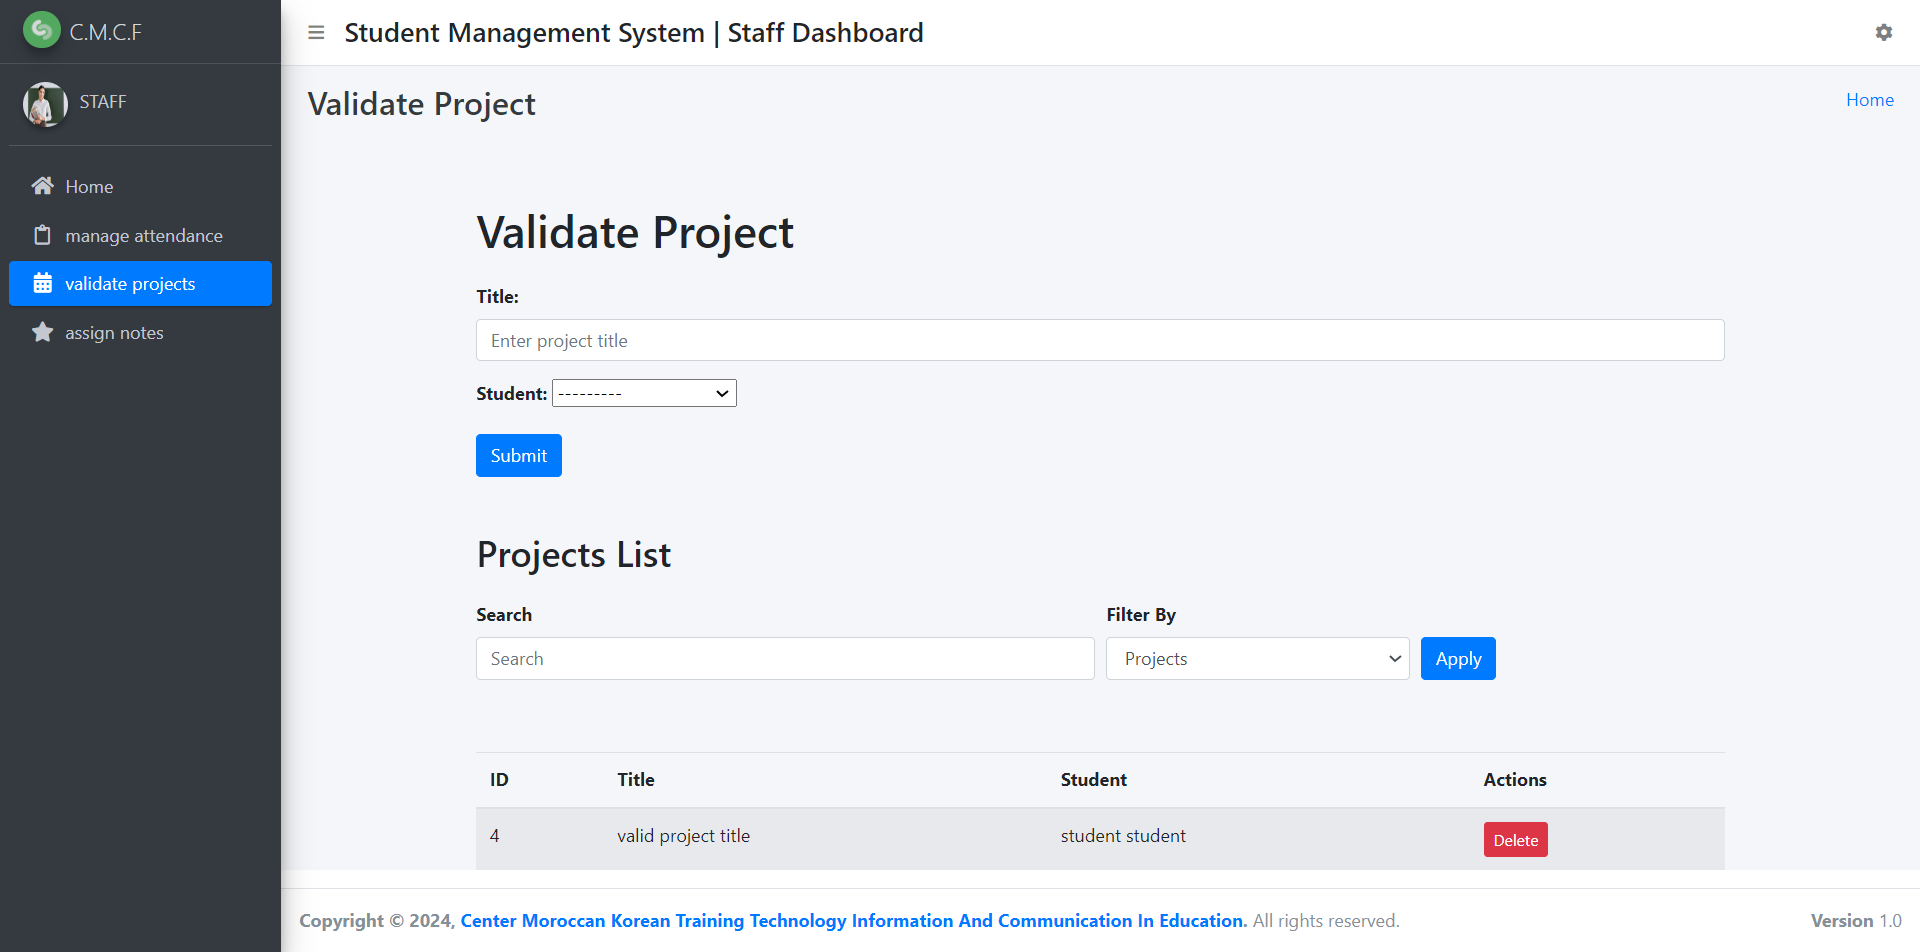 C.M.C.F
Student Management System | Staff Dashboard
STAFF
Home
manage attendance
validate projects
assign notes
Validate Project
Home
Validate Project
Title:
Enter project title
Student: ---------
Submit
Projects List
Search Filter By
Search Projects Apply
ID Title Student Actions
4 valid project title student student Delete
Copyright © 2024, Center Moroccan Korean Training Technology Information And Communication In Education. All rights reserved. Version 1.0